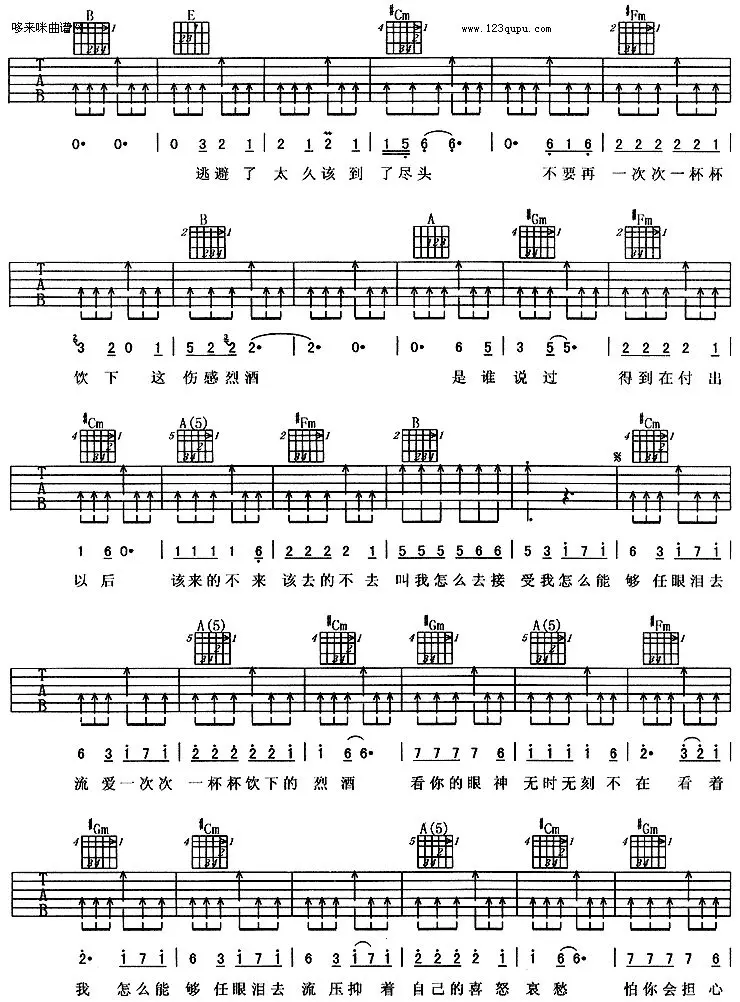 哆来咪曲谱网 B E #Cm www.123qupu.com #Fm
0· 0· | 0 3 2 1 | 2 1 2 1 | 1 5 6 6· | 0· 6 1 6 | 2 2 2 2 2 1
逃避了 太久该到 了尽头 不要再 一次次一杯杯
B A #Gm #Fm
3 2 0 1 | 5 2 2 2 2· | 2· 0· | 0· 6 5 | 3 5 5· | 2 2 2 2 1
饮下 这 伤感烈酒 是谁 说过 得到在付出
#Cm A(5) #Fm B #Cm
1 6 0· | 1 1 1 1 6 | 2 2 2 2 1 | 5 5 5 5 6 6 | 5 3 i 7 i | 6 3 i 7 i
以后 该来的不来 该去的不去 叫我怎么去接 受我怎么能 够任眼泪去
A(5) #Cm #Gm A(5) #Fm
6 3 i 7 i | 2 2 2 2 2 i | i 6 6· | 7 7 7 7 6 | i i i i 6 | 2· 3 2 i
流爱一次次 一杯杯饮下的 烈酒 看你的眼神 无时无刻不 在 看着
#Gm #Cm A(5) #Cm #Gm
2· i 7 i | 6 3 i 7 i | 6 3 i 7 i | 2 2 2 2 i | i 6 6· | 7 7 7 7 6
我 怎么能 够任眼泪去 流压抑着 自己的喜怒 哀愁 怕你会担心